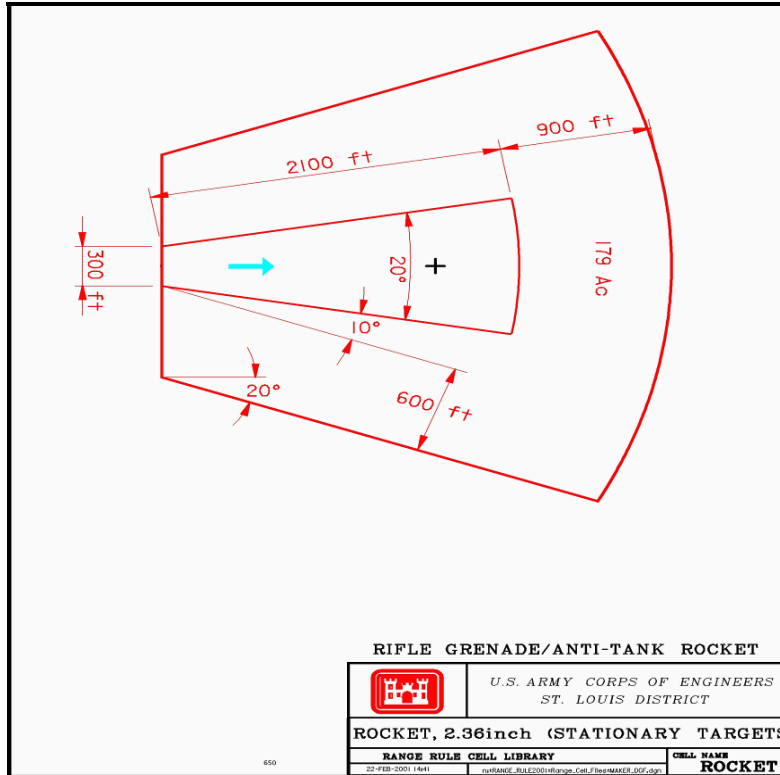 900 ft
2100 ft
300 ft
20°
179 Ac
10°
20°
600 ft
RIFLE GRENADE/ANTI-TANK ROCKET
U.S. ARMY CORPS OF ENGINEERS
ST. LOUIS DISTRICT
ROCKET, 2.36inch (STATIONARY TARGETS
RANGE RULE CELL LIBRARY
CELL NAME
ROCKET
22-FEB-2001 14:41
650